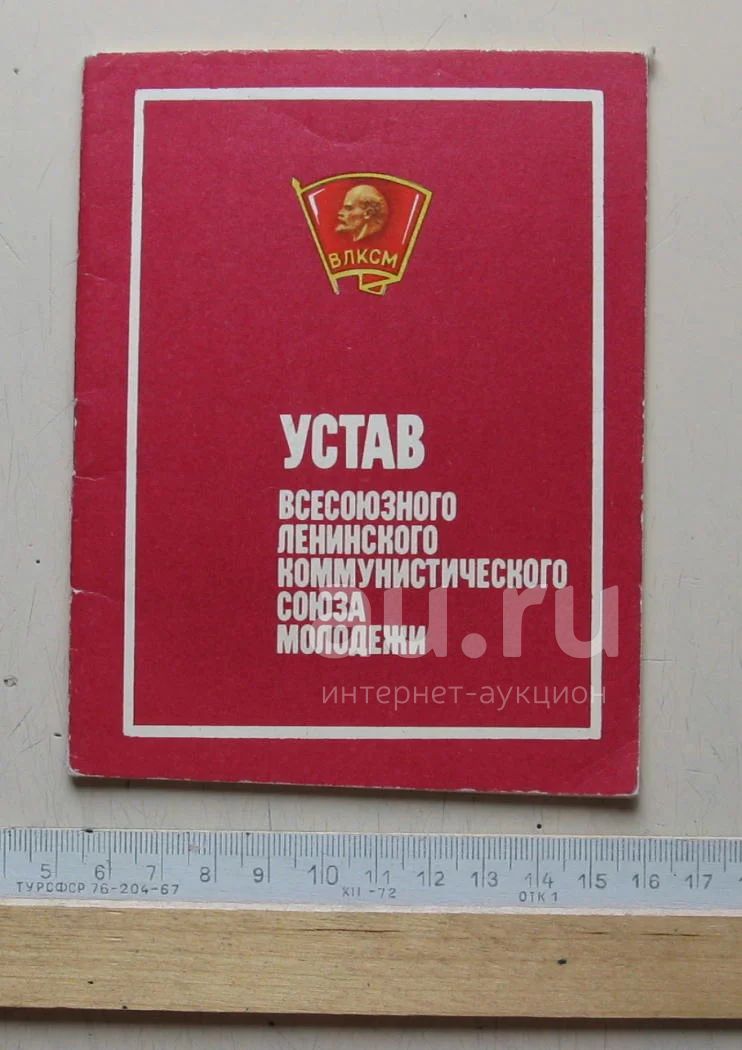 ВЛКСМ
УСТАВ
ВСЕСОЮЗНОГО
ЛЕНИНСКОГО
КОММУНИСТИЧЕСКОГО
СОЮЗА
МОЛОДЕЖИ
au.ru
интернет-аукцион
5 6 7 8 9 10 11 12 13 14 15 16 17
ТУРСФСР 76-204-67 XII-72 ОТК 1